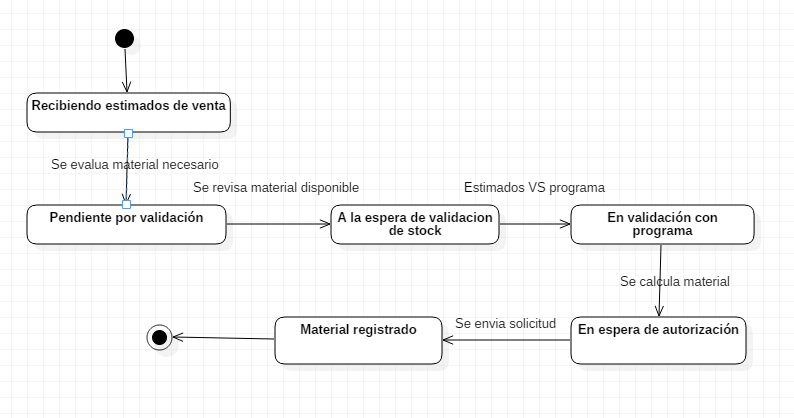 Recibiendo estimados de venta
Se evalua material necesario
Se revisa material disponible
Estimados VS programa
Pendiente por validación
A la espera de validacion
de stock
En validación con
programa
Se calcula material
Material registrado
Se envia solicitud
En espera de autorización